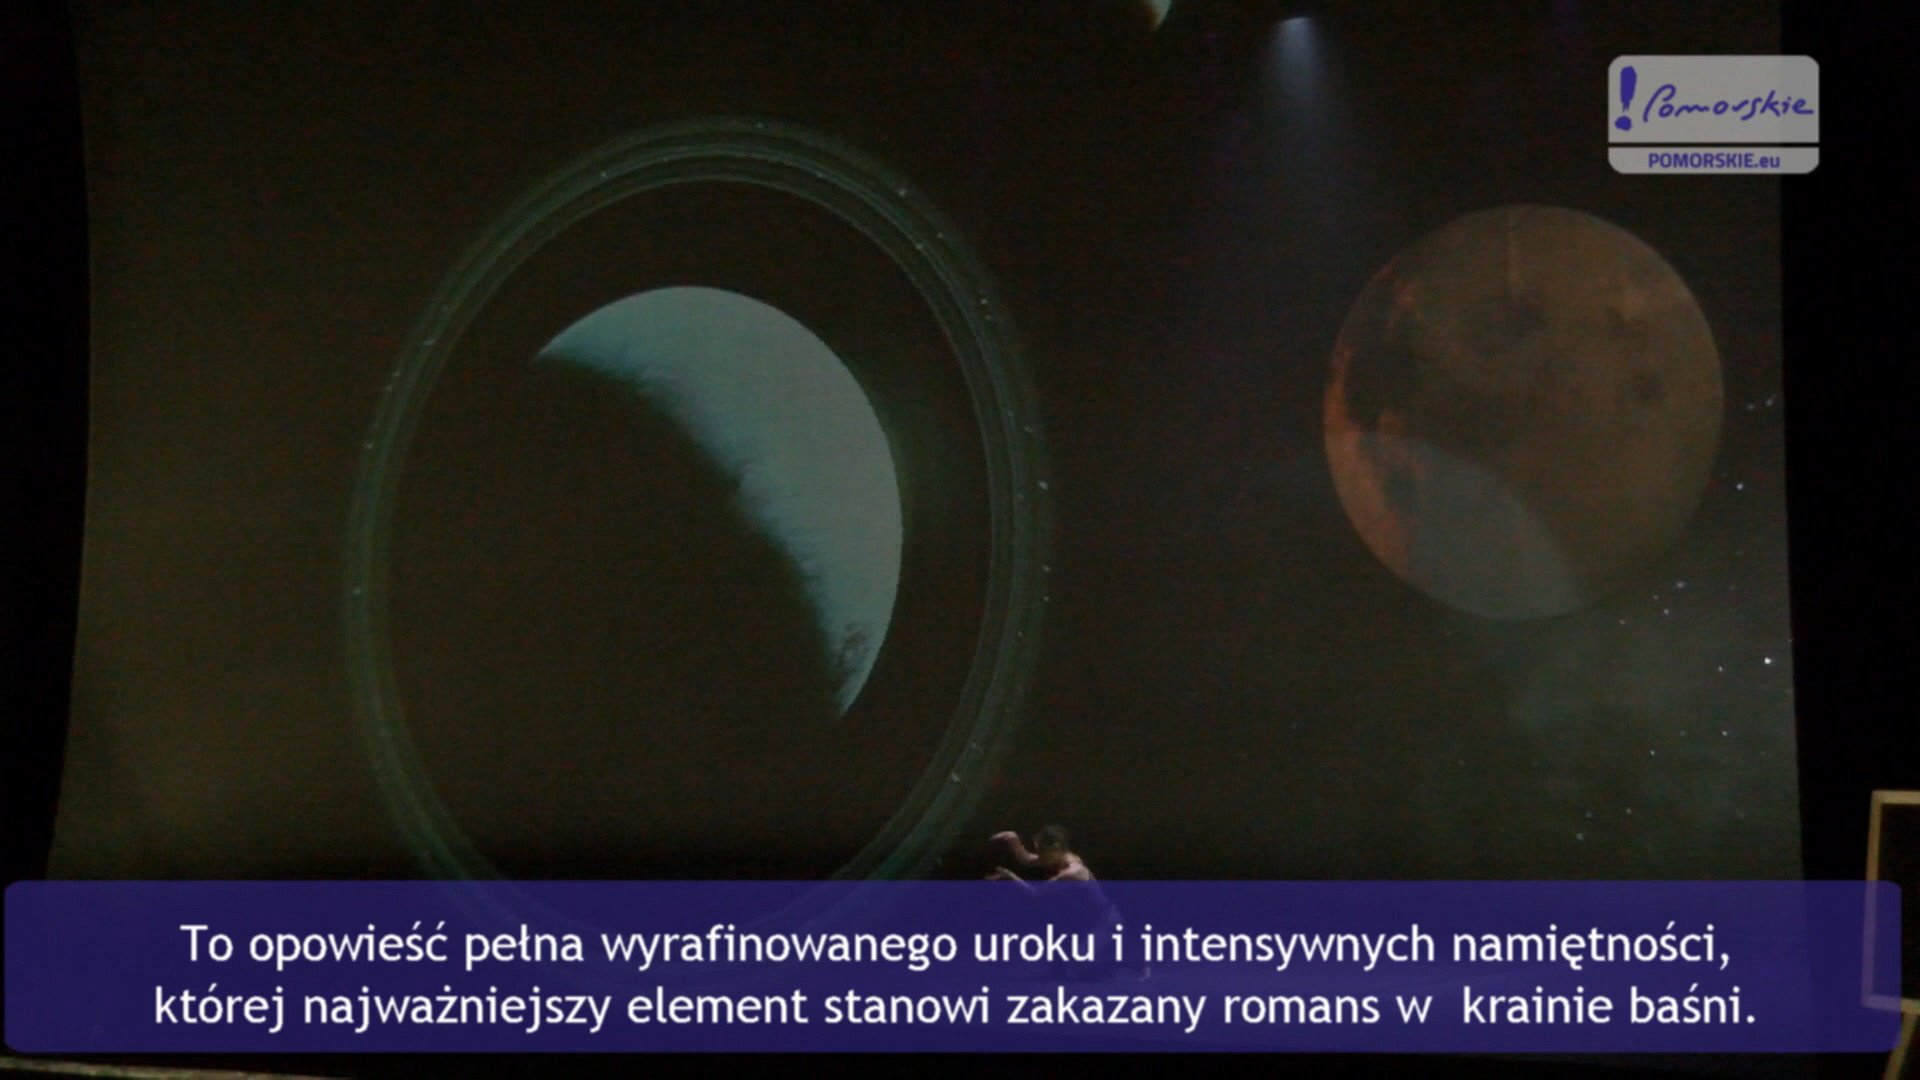 ! Pomorskie
POMORSKIE.eu
To opowieść pełna wyrafinowanego uroku i intensywnych namiętności,
której najważniejszy element stanowi zakazany romans w krainie baśni.